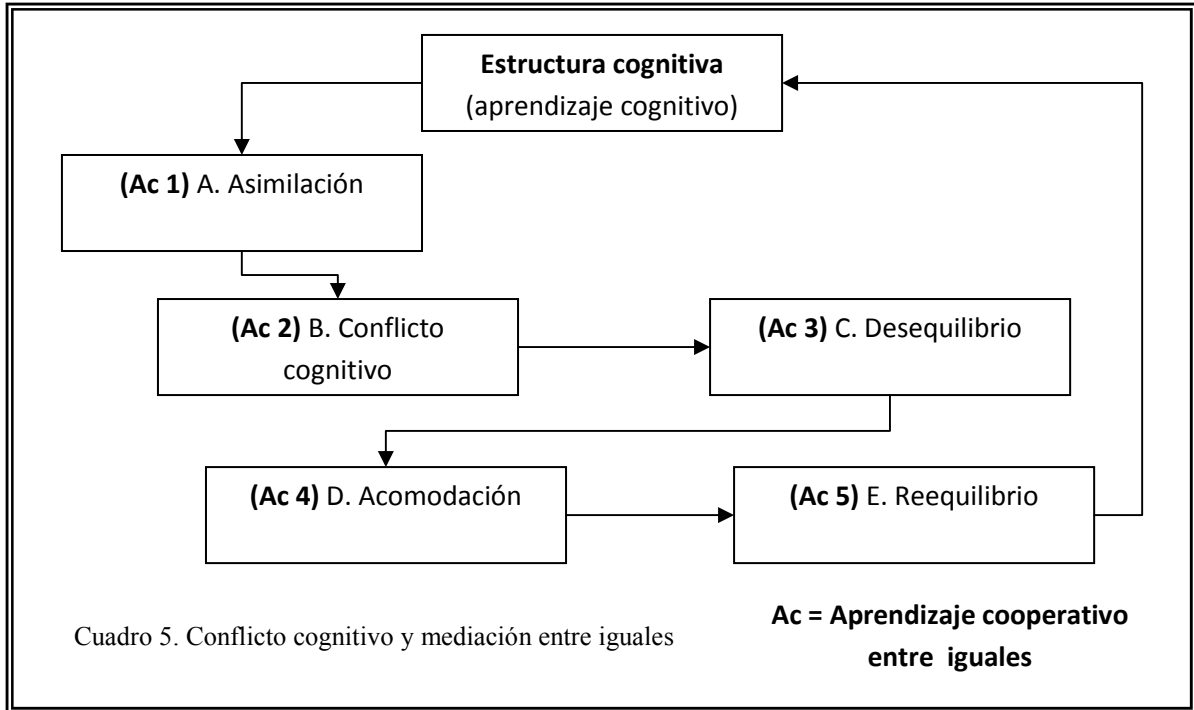 Estructura cognitiva
(aprendizaje cognitivo)
(Ac 1) A. Asimilación
(Ac 2) B. Conflicto
cognitivo
(Ac 3) C. Desequilibrio
(Ac 4) D. Acomodación
(Ac 5) E. Reequilibrio
Cuadro 5. Conflicto cognitivo y mediación entre iguales
Ac = Aprendizaje cooperativo
entre iguales